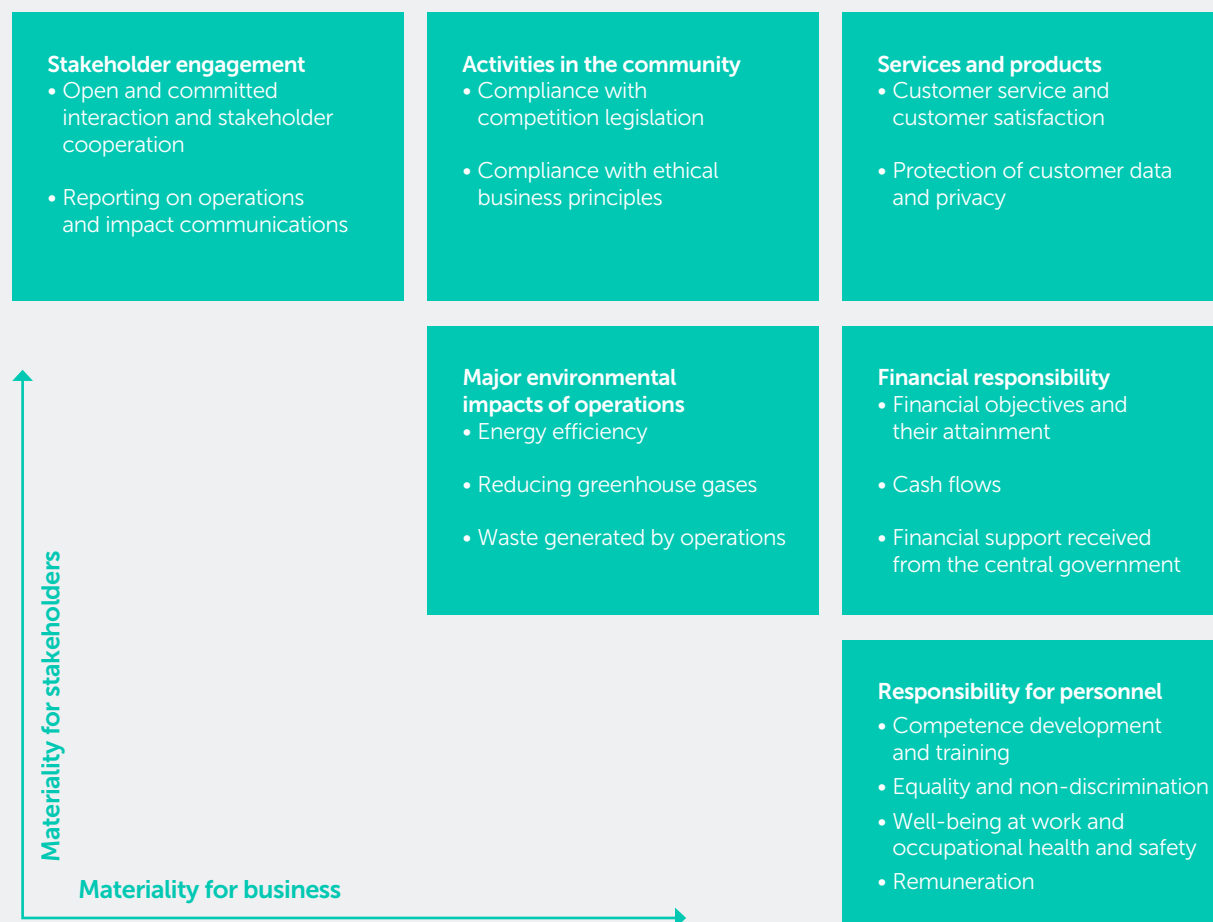 Stakeholder engagement
• Open and committed
interaction and stakeholder
cooperation
• Reporting on operations
and impact communications
Activities in the community
• Compliance with
competition legislation
• Compliance with ethical
business principles
Services and products
• Customer service and
customer satisfaction
• Protection of customer data
and privacy
Major environmental
impacts of operations
• Energy efficiency
• Reducing greenhouse gases
• Waste generated by operations
Financial responsibility
• Financial objectives and
their attainment
• Cash flows
• Financial support received
from the central government
Responsibility for personnel
• Competence development
and training
• Equality and non-discrimination
• Well-being at work and
occupational health and safety
• Remuneration
Materiality for stakeholders
Materiality for business